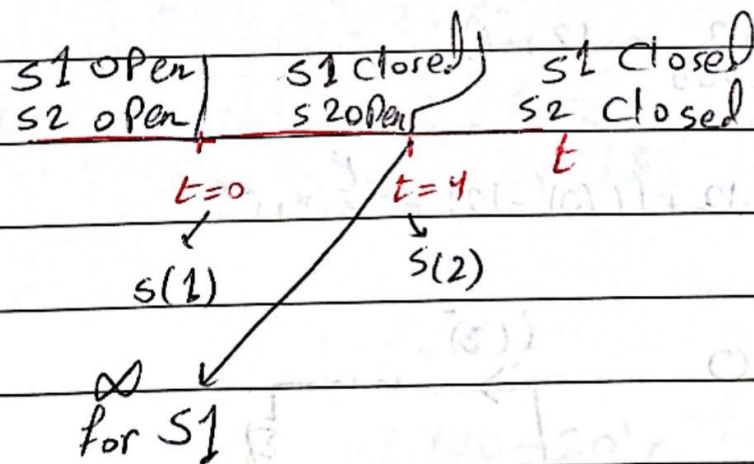 S1 open S1 Closed S1 Closed
S2 open S2 open S2 Closed
t=0 t=4 t
S(1) S(2)
∞
for S1